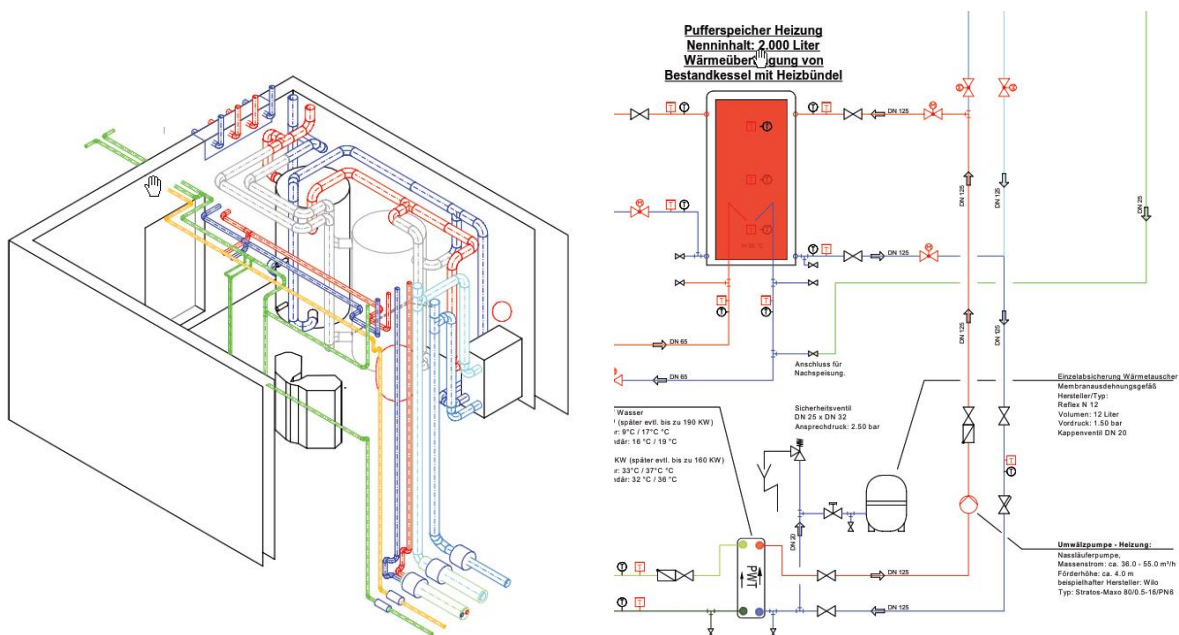 Pufferspeicher Heizung
Nenninhalt: 2.000 Liter
von
Bestandkessel mit Heizbündel
T
T
T
T
DN 125
M
Σ
Σ
T
T
T
T
T
T
M
T
T
T
T
DN 125
M
DN 125
DN 125
DN 25
T
T
T
T
DN 65
DN 65
Anschluss für
Nachspeisung.
DN 125
DN 125
Wasser
(später evtl. bis zu 190 KW)
9°C / 17°C °C
16 °C / 19 °C
KW (später evtl. bis zu 160 KW)
33°C / 37°C °C
32 °C / 36 °C
Sicherheitsventil
DN 25 x DN 32
Ansprechdruck: 2.50 bar
Einzelabsicherung Wärmetauscher
Membranausdehnungsgefäß
Hersteller/Typ:
Reflex N 12
Volumen: 12 Liter
Vordruck: 1.50 bar
Kappenventil DN 20
T
T
DN 20
PWT
T
T
DN 125
T
T
DN 125
Umwälzpumpe - Heizung:
Nassläuferpumpe,
Massenstrom: ca. 36.0 - 55.0 m³/h
Förderhöhe: ca. 4.0 m
beispielhafter Hersteller: Wilo
Typ: Stratos-Maxo 80/0.5-16/PN6